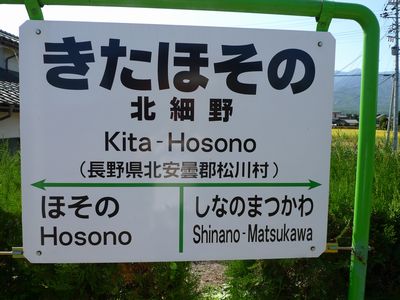 きたほその
北細野
Kita-Hosono
(長野県北安曇郡松川村)
ほその しなのまつかわ
Hosono Shinano-Matsukawa